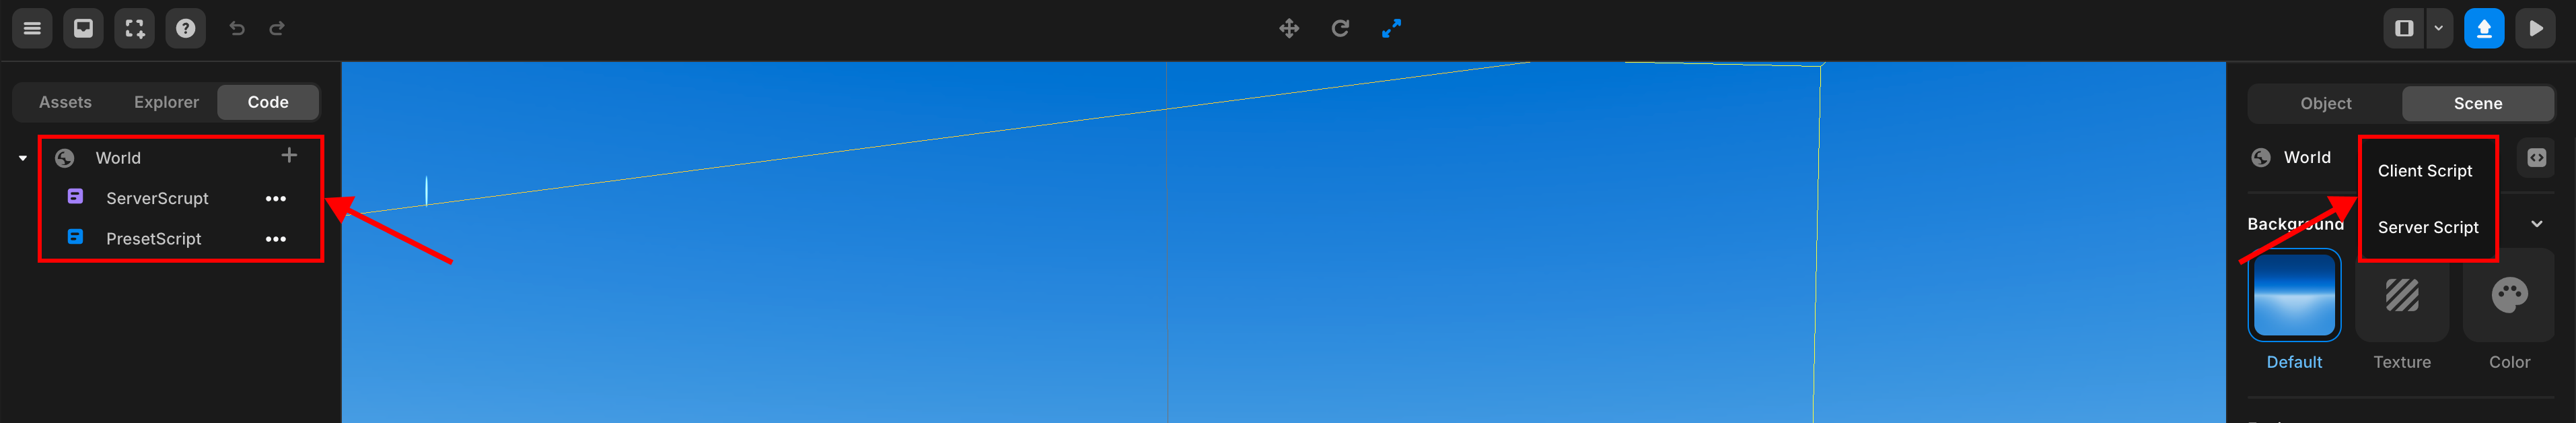 Assets Explorer Code
World
ServerScrupt
PresetScript
Object Scene
World
Client Script
Server Script
Background
Default Texture Color